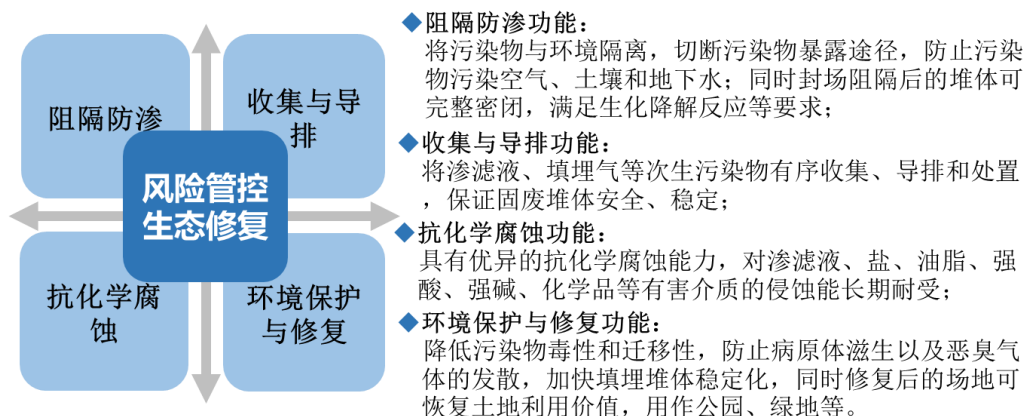 阻隔防渗
收集与导
排
风险管控
生态修复
抗化学腐
蚀
环境保护
与修复
阻隔防渗功能：
将污染物与环境隔离，切断污染物暴露途径，防止污染
物污染空气、土壤和地下水；同时封场阻隔后的堆体可
完整密闭，满足生化降解反应等要求；
收集与导排功能：
将渗滤液、填埋气等次生污染物有序收集、导排和处置
，保证固废堆体安全、稳定；
抗化学腐蚀功能：
具有优异的抗化学腐蚀能力，对渗滤液、盐、油脂、强
酸、强碱、化学品等有害介质的侵蚀能长期耐受；
环境保护与修复功能：
降低污染物毒性和迁移性，防止病原体滋生以及恶臭气
体的发散，加快填埋堆体稳定化，同时修复后的场地可
恢复土地利用价值，用作公园、绿地等。